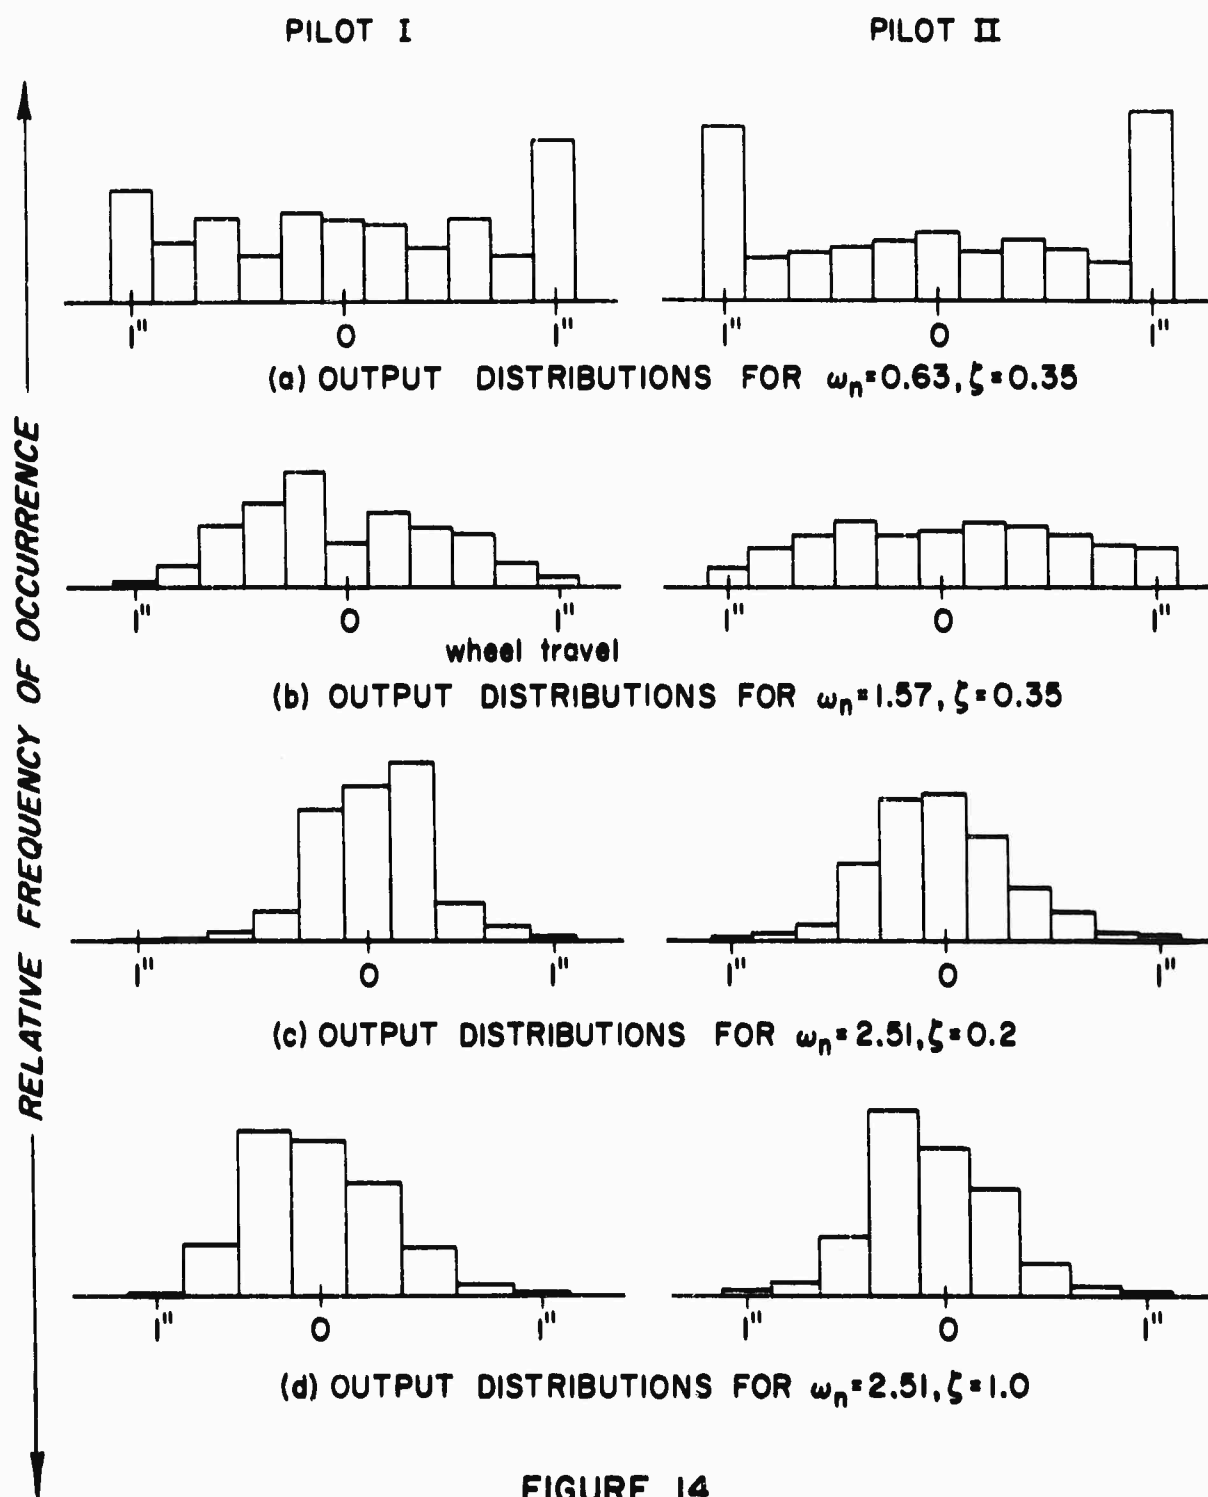 PILOT I PILOT II
RELATIVE FREQUENCY OF OCCURRENCE
1" 0 1" 1" 0 1"
(a) OUTPUT DISTRIBUTIONS FOR ωn=0.63, ζ=0.35
1" 0 1" 1" 0 1"
wheel travel
(b) OUTPUT DISTRIBUTIONS FOR ωn=1.57, ζ=0.35
1" 0 1" 1" 0 1"
(c) OUTPUT DISTRIBUTIONS FOR ωn=2.51, ζ=0.2
1" 0 1" 1" 0 1"
(d) OUTPUT DISTRIBUTIONS FOR ωn=2.51, ζ=1.0
FIGURE 14